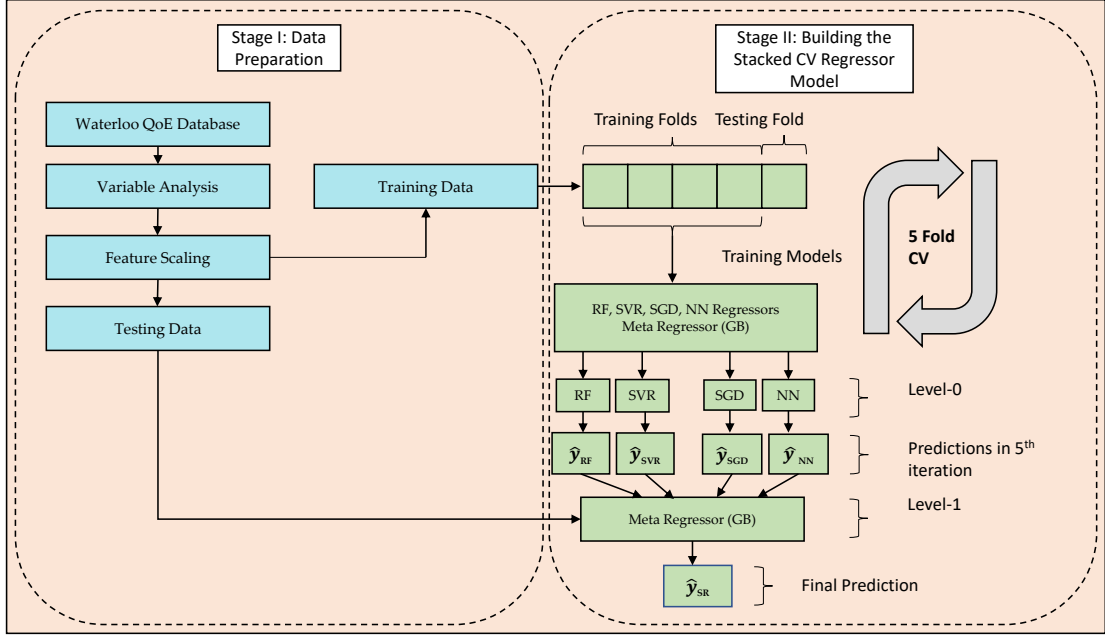 Stage I: Data
Preparation
Waterloo QoE Database
Variable Analysis
Feature Scaling
Testing Data
Training Data
Stage II: Building the
Stacked CV Regressor
Model
Training Folds
Testing Fold
5 Fold
CV
Training Models
RF, SVR, SGD, NN Regressors
Meta Regressor (GB)
RF
SVR
SGD
NN
Level-0
ŷRF
ŷSVR
ŷSGD
ŷNN
Predictions in 5th
iteration
Meta Regressor (GB)
Level-1
ŷSR
Final Prediction